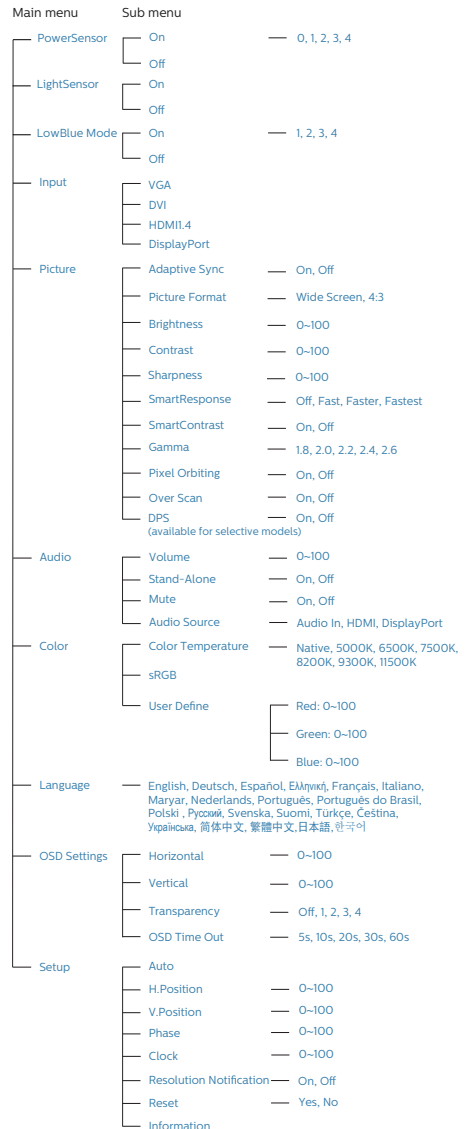 Main menu Sub menu
PowerSensor On 0, 1, 2, 3, 4
Off
LightSensor On
Off
LowBlue Mode On 1, 2, 3, 4
Off
Input VGA
DVI
HDMI1.4
DisplayPort
Picture Adaptive Sync On, Off
Picture Format Wide Screen, 4:3
Brightness 0~100
Contrast 0~100
Sharpness 0~100
SmartResponse Off, Fast, Faster, Fastest
SmartContrast On, Off
Gamma 1.8, 2.0, 2.2, 2.4, 2.6
Pixel Orbiting On, Off
Over Scan On, Off
DPS On, Off
(available for selective models)
Audio Volume 0~100
Stand-Alone On, Off
Mute On, Off
Audio Source Audio In, HDMI, DisplayPort
Color Color Temperature Native, 5000K, 6500K, 7500K,
8200K, 9300K, 11500K
sRGB
User Define Red: 0~100
Green: 0~100
Blue: 0~100
Language English, Deutsch, Español, Ελληνική, Français, Italiano,
Maryar, Nederlands, Português, Português do Brasil,
Polski , Русский, Svenska, Suomi, Türkçe, Čeština,
Українська, 简体中文, 繁體中文,日本語,한국어
OSD Settings Horizontal 0~100
Vertical 0~100
Transparency Off, 1, 2, 3, 4
OSD Time Out 5s, 10s, 20s, 30s, 60s
Setup Auto
H.Position 0~100
V.Position 0~100
Phase 0~100
Clock 0~100
Resolution Notification On, Off
Reset Yes, No
Information